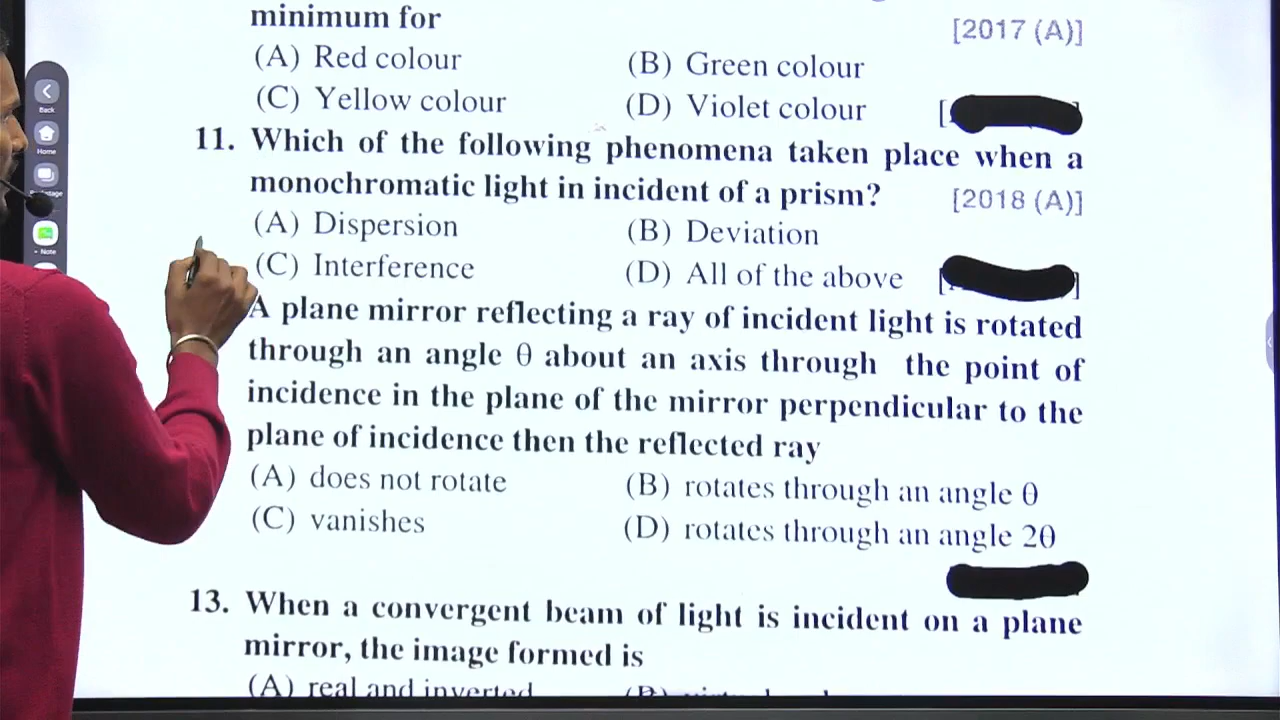 minimum for
[2017 (A)]
(A) Red colour (B) Green colour
(C) Yellow colour (D) Violet colour
11. Which of the following phenomena taken place when a
monochromatic light in incident of a prism? [2018 (A)]
(A) Dispersion (B) Deviation
(C) Interference (D) All of the above
A plane mirror reflecting a ray of incident light is rotated
through an angle θ about an axis through the point of
incidence in the plane of the mirror perpendicular to the
plane of incidence then the reflected ray
(A) does not rotate (B) rotates through an angle θ
(C) vanishes (D) rotates through an angle 2θ
13. When a convergent beam of light is incident on a plane
mirror, the image formed is
(A) real and inverted
Back
Home
Note